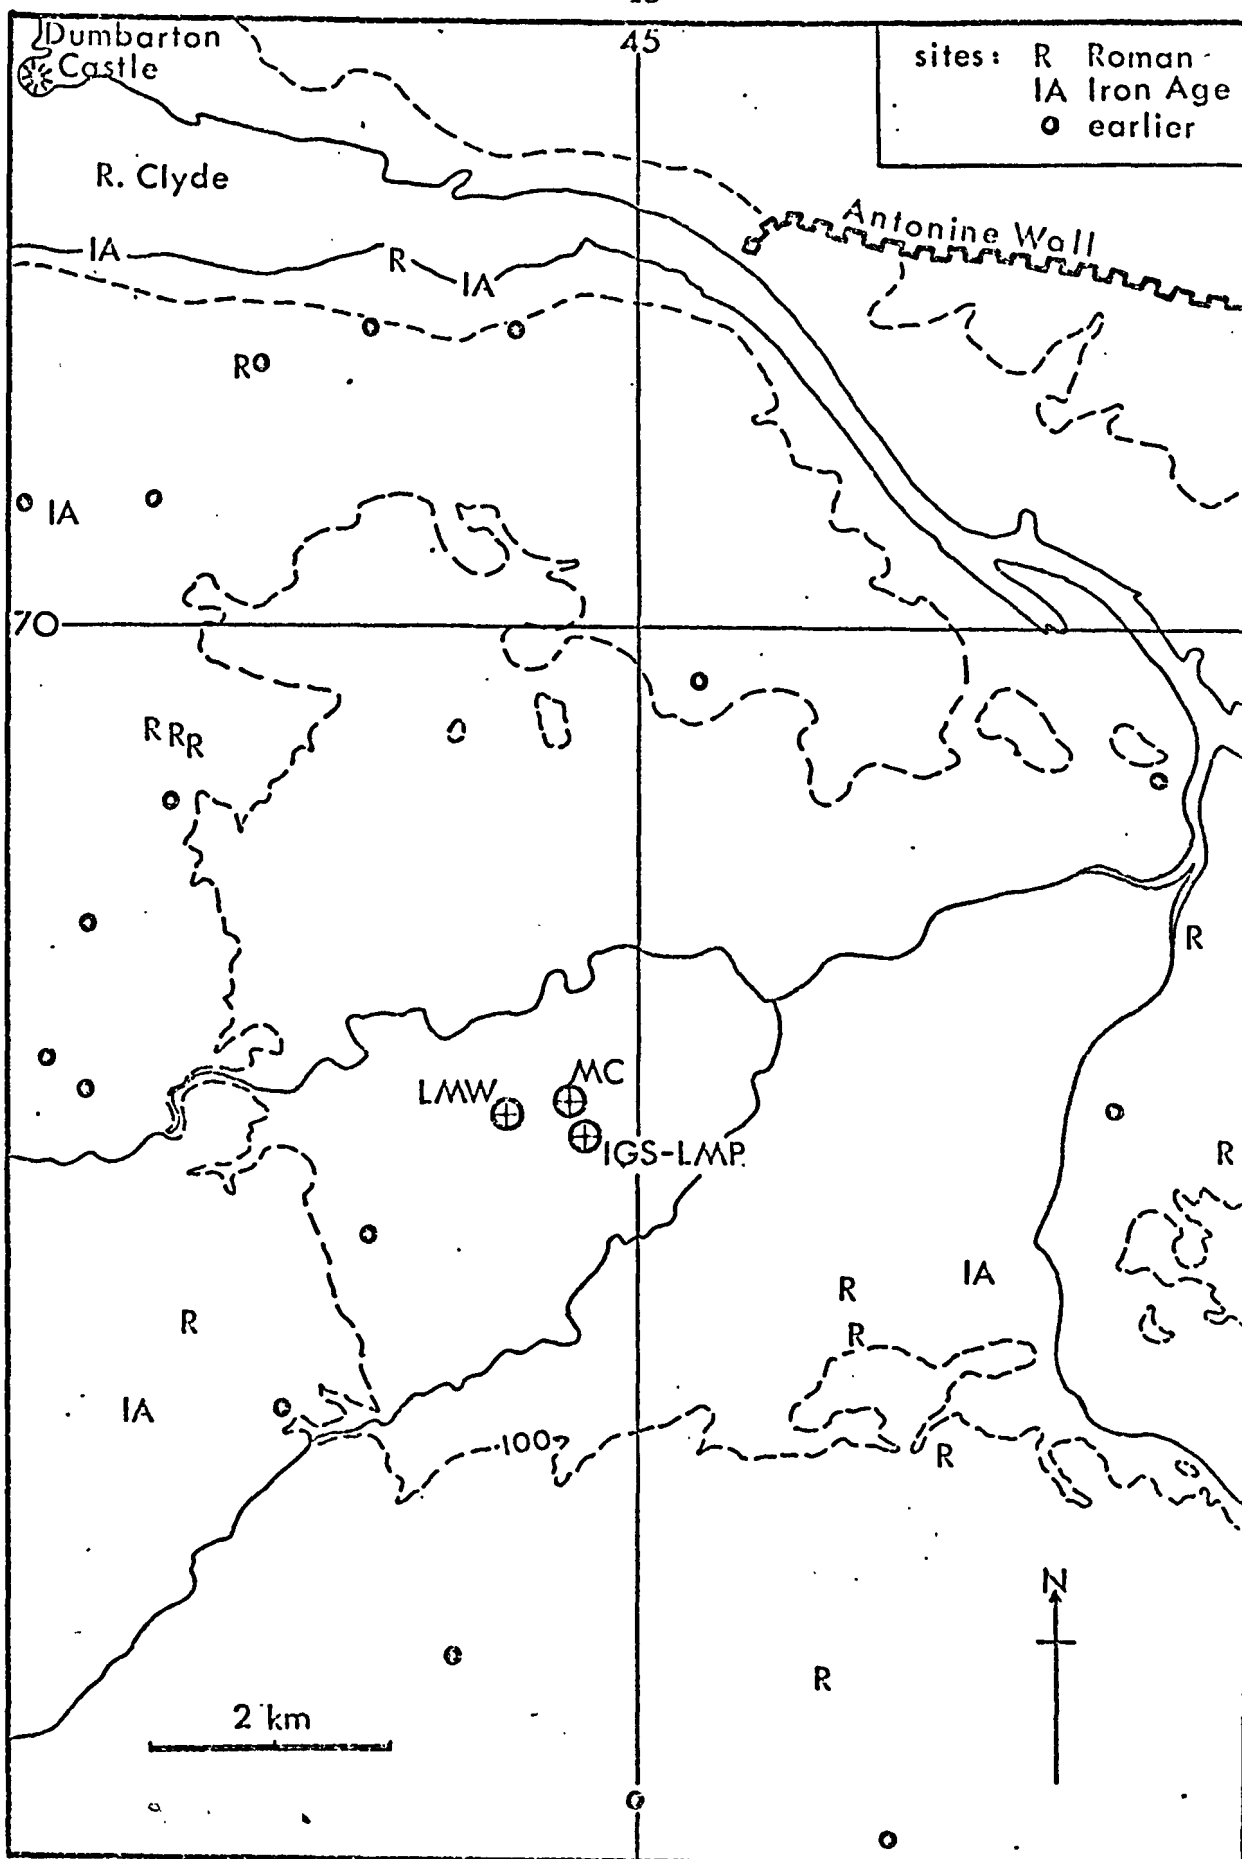 Dumbarton
Castle
45
sites: R Roman
IA Iron Age
o earlier
R. Clyde
Antonine Wall
IA
R
IA
R
IA
70
R R R
R
MC
LMW
IGS-LMP.
R
R
IA
R
R
IA
100
R
N
R
2 km